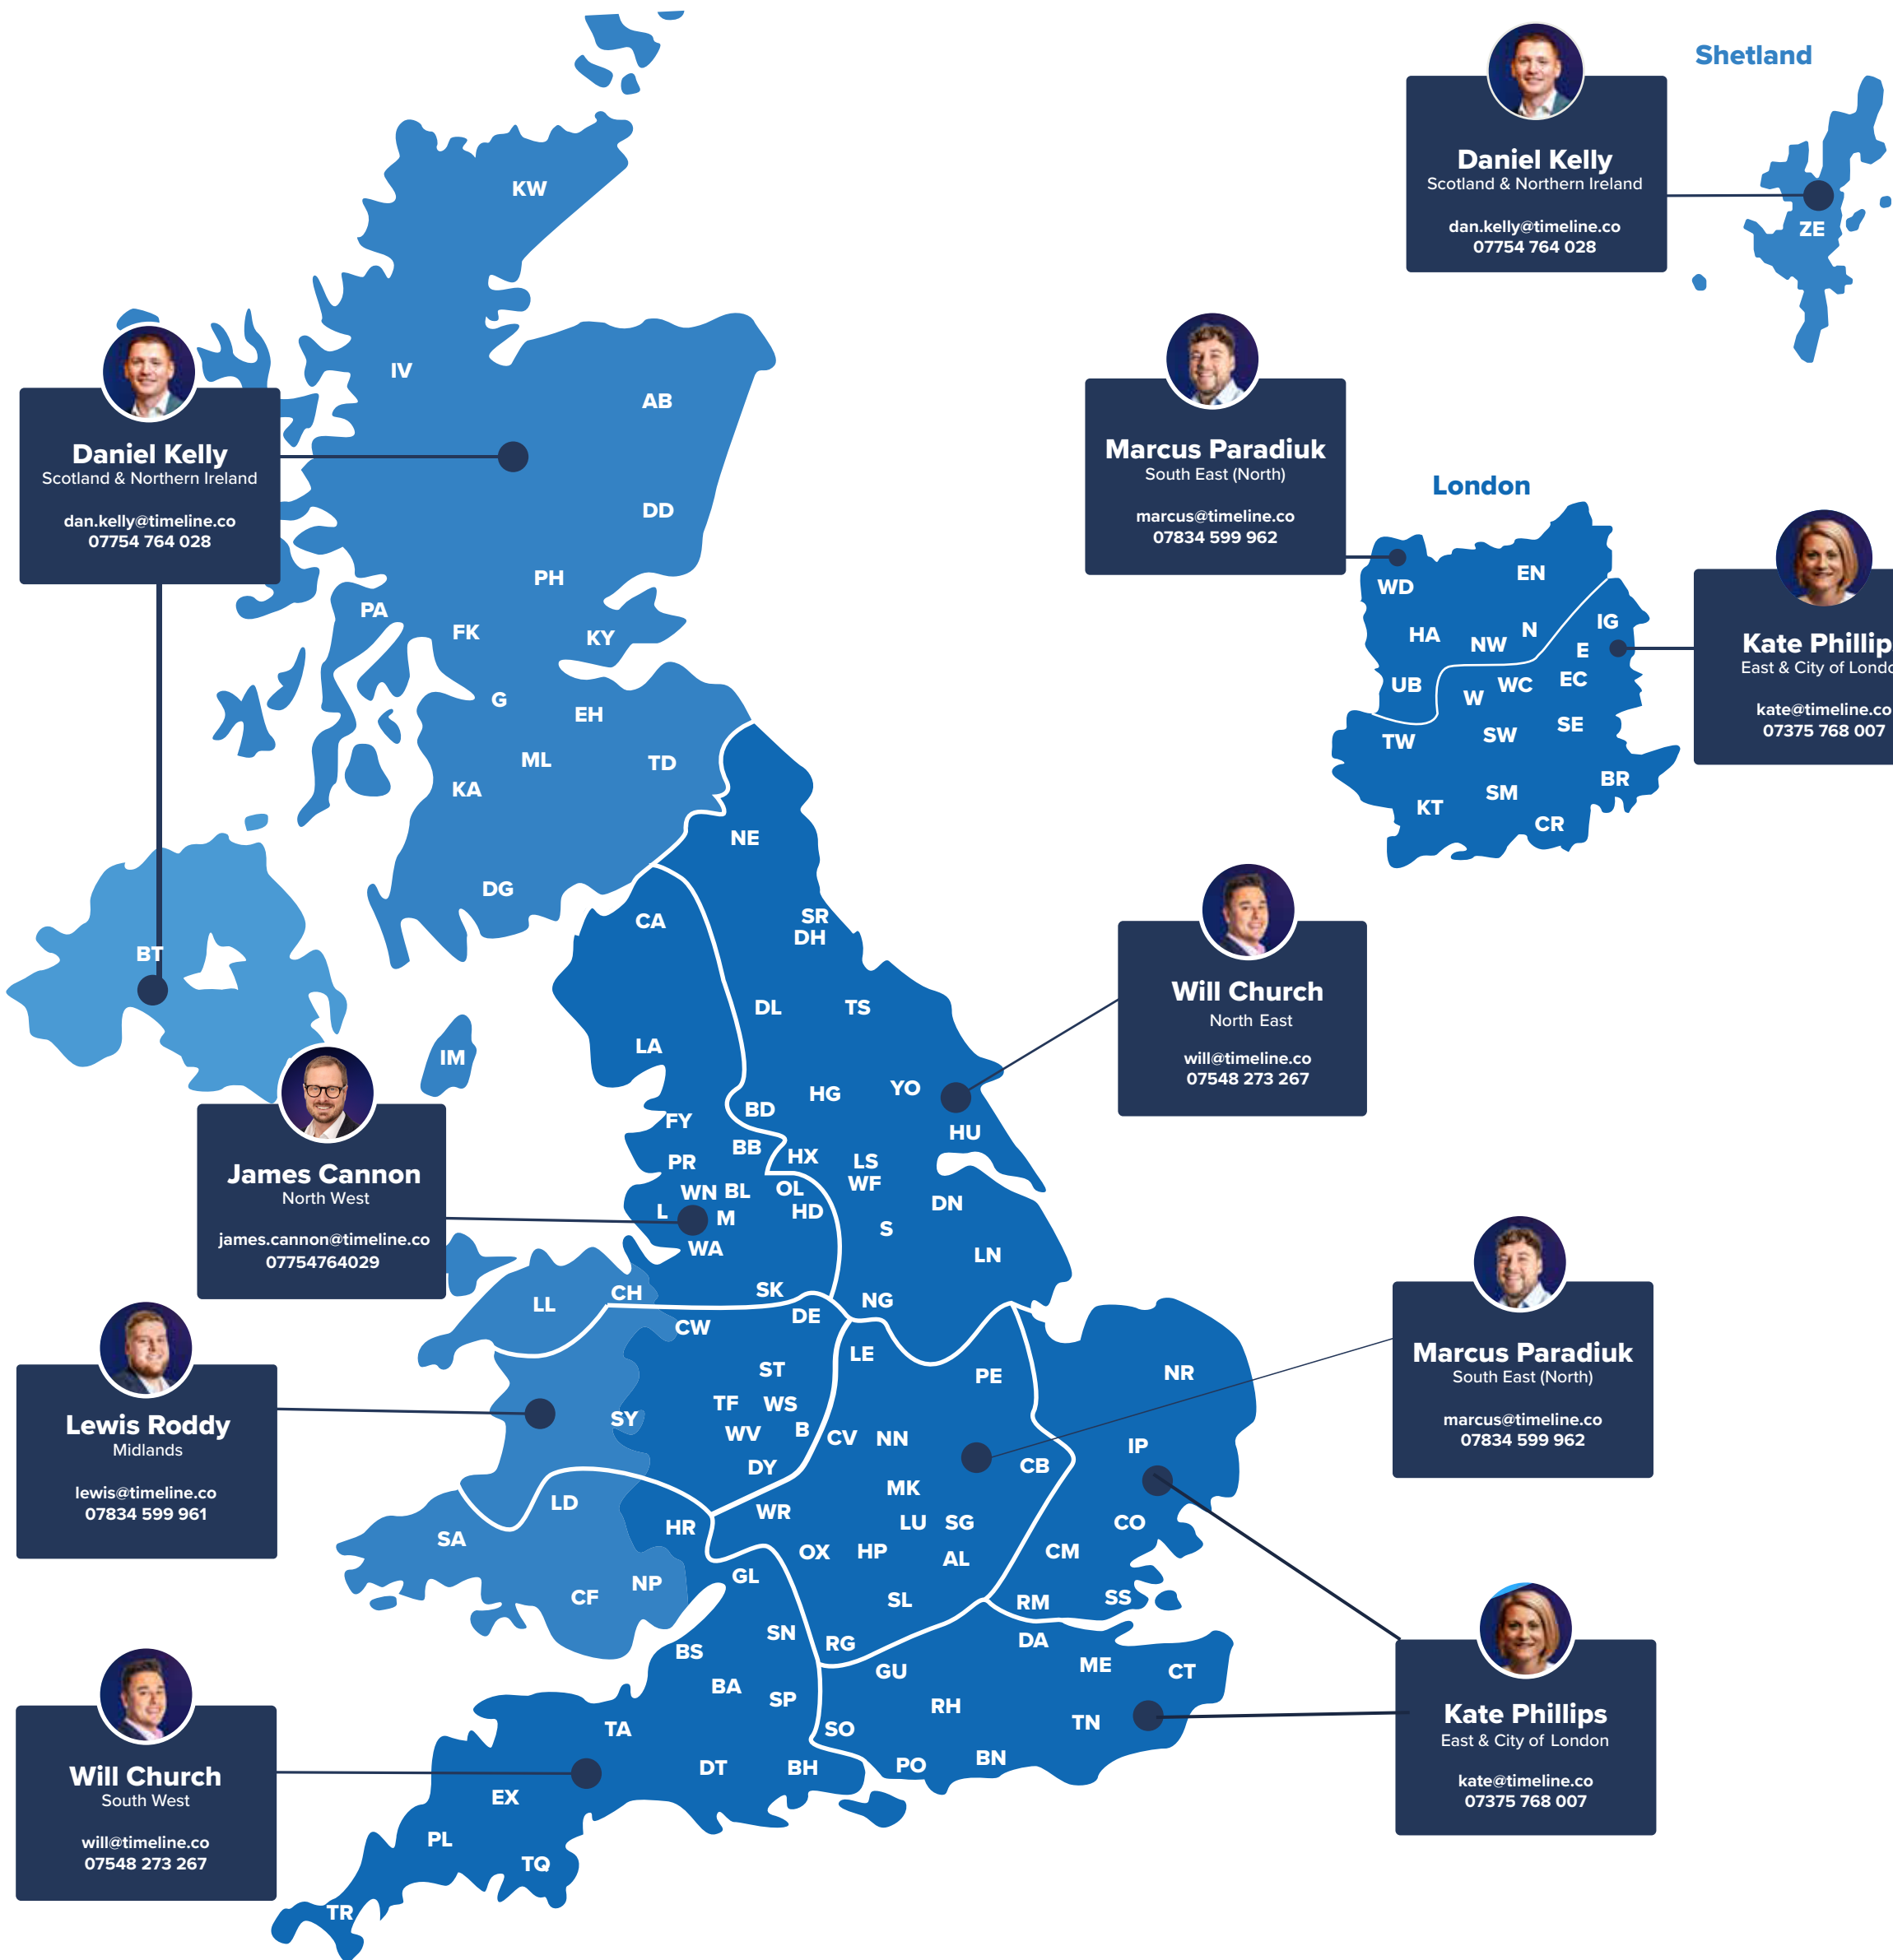 Shetland
Daniel Kelly
Scotland & Northern Ireland
dan.kelly@timeline.co
07754 764 028
ZE
KW
IV
AB
Daniel Kelly
Scotland & Northern Ireland
dan.kelly@timeline.co
07754 764 028
DD
PH
PA
FK
KY
G
EH
ML
TD
KA
DG
BT
Marcus Paradiuk
South East (North)
marcus@timeline.co
07834 599 962
London
WD
EN
HA
NW
N
IG
E
UB
W
WC
EC
TW
SW
SE
BR
KT
SM
CR
Kate Phillip
East & City of Londo
kate@timeline.co
07375 768 007
NE
CA
SR
DH
DL
TS
LA
IM
HG
YO
Will Church
North East
will@timeline.co
07548 273 267
FY
BD
HU
BB
HX
PR
LS
WF
WN
BL
OL
HD
DN
L
M
S
WA
LN
James Cannon
North West
james.cannon@timeline.co
07754764029
LL
CH
SK
NG
CW
DE
LE
ST
PE
NR
TF
WS
SY
WV
B
CV
NN
IP
DY
CB
Marcus Paradiuk
South East (North)
marcus@timeline.co
07834 599 962
Lewis Roddy
Midlands
lewis@timeline.co
07834 599 961
LD
MK
WR
HR
LU
SG
CO
SA
OX
HP
AL
CM
GL
NP
CF
SL
RM
SS
SN
RG
DA
BS
GU
ME
CT
BA
SP
RH
TA
SO
TN
DT
BH
PO
BN
Kate Phillips
East & City of London
kate@timeline.co
07375 768 007
Will Church
South West
will@timeline.co
07548 273 267
EX
PL
TQ
TR